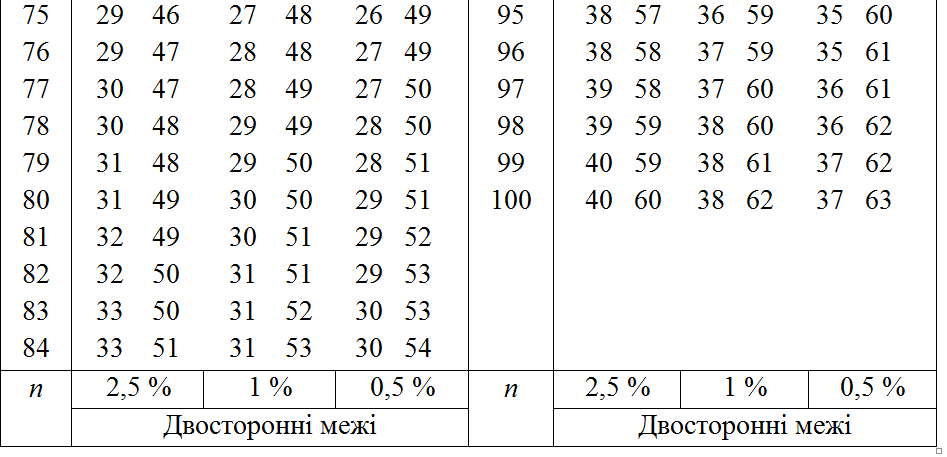 75 29 46 27 48 26 49 95 38 57 36 59 35 60
76 29 47 28 48 27 49 96 38 58 37 59 35 61
77 30 47 28 49 27 50 97 39 58 37 60 36 61
78 30 48 29 49 28 50 98 39 59 38 60 36 62
79 31 48 29 50 28 51 99 40 59 38 61 37 62
80 31 49 30 50 29 51 100 40 60 38 62 37 63
81 32 49 30 51 29 52
82 32 50 31 51 29 53
83 33 50 31 52 30 53
84 33 51 31 53 30 54
n 2,5 % 1 % 0,5 % n 2,5 % 1 % 0,5 %
Двосторонні межі Двосторонні межі